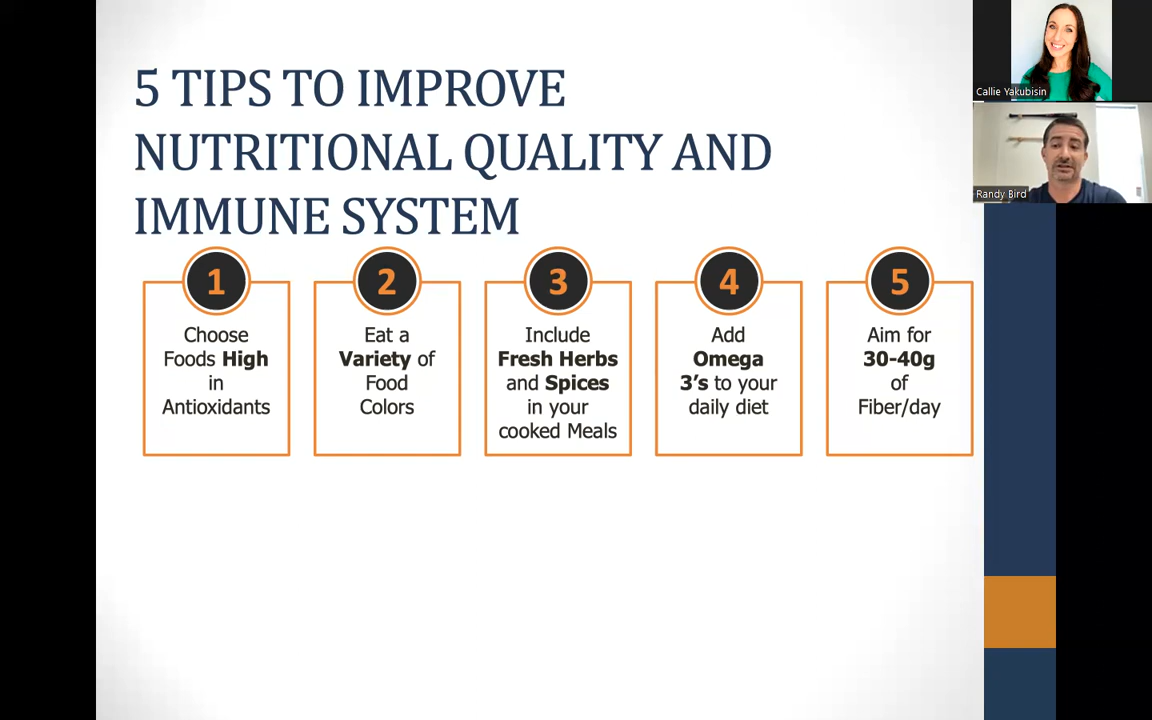 5 TIPS TO IMPROVE
NUTRITIONAL QUALITY AND
IMMUNE SYSTEM
1
Choose
Foods High
in
Antioxidants
2
Eat a
Variety of
Food
Colors
3
Include
Fresh Herbs
and Spices
in your
cooked Meals
4
Add
Omega
3’s to your
daily diet
5
Aim for
30-40g
of
Fiber/day
Callie Yakubisin
Randy Bird